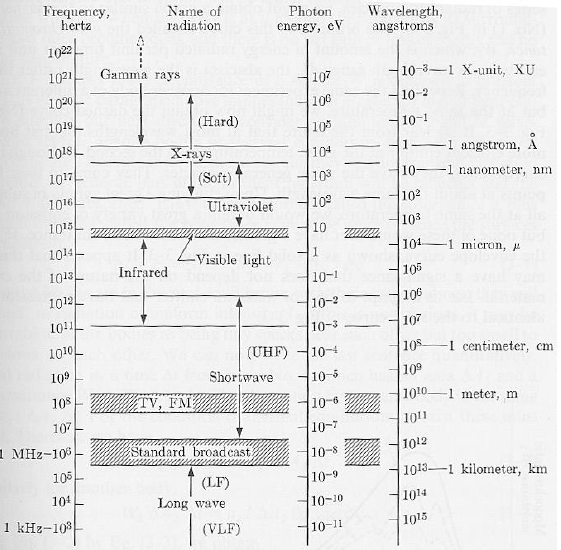 Frequency, hertz
Name of radiation
Photon energy, eV
Wavelength, angstroms
10²²
10²¹ Gamma rays 10⁷ 10⁻³—1 X-unit, XU
10²⁰ 10⁶ 10⁻²
10¹⁹ (Hard) 10⁵ 10⁻¹
10¹⁸ X-rays 10⁴ 1—1 angstrom, Å
10¹⁷ (Soft) 10³ 10—1 nanometer, nm
10¹⁶ Ultraviolet 10² 10²
10¹⁵ 10 10³
10¹⁴ Visible light 1 10⁴—1 micron, μ
10¹³ Infrared 10⁻¹ 10⁵
10¹² 10⁻² 10⁶
10¹¹ 10⁻³ 10⁷
10¹⁰ (UHF) 10⁻⁴ 10⁸—1 centimeter, cm
10⁹ Shortwave 10⁻⁵ 10⁹
10⁸ TV, FM 10⁻⁶ 10¹⁰—1 meter, m
10⁷ 10⁻⁷ 10¹¹
1 MHz—10⁶ Standard broadcast 10⁻⁸ 10¹²
10⁵ (LF) 10⁻⁹ 10¹³—1 kilometer, km
10⁴ Long wave 10⁻¹⁰ 10¹⁴
1 kHz—10³ (VLF) 10⁻¹¹ 10¹⁵